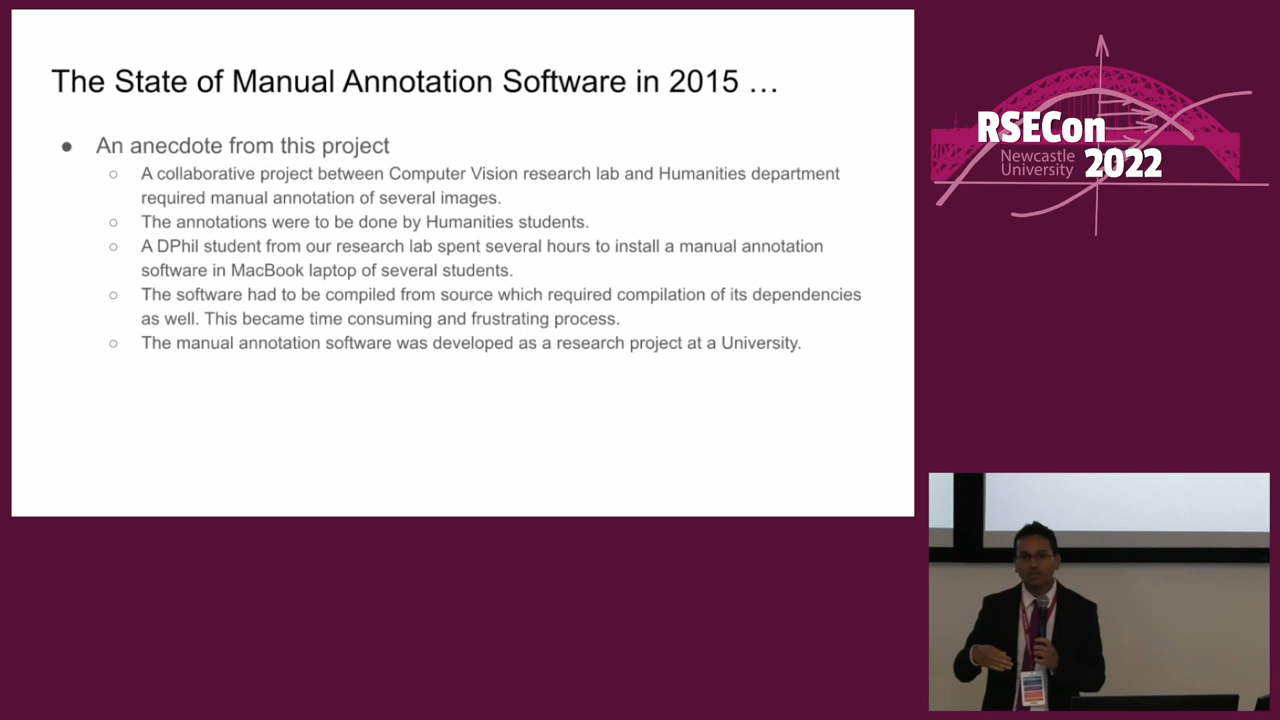 The State of Manual Annotation Software in 2015 …
● An anecdote from this project
○ A collaborative project between Computer Vision research lab and Humanities department
required manual annotation of several images.
○ The annotations were to be done by Humanities students.
○ A DPhil student from our research lab spent several hours to install a manual annotation
software in MacBook laptop of several students.
○ The software had to be compiled from source which required compilation of its dependencies
as well. This became time consuming and frustrating process.
○ The manual annotation software was developed as a research project at a University.
RSECon
Newcastle
University 2022